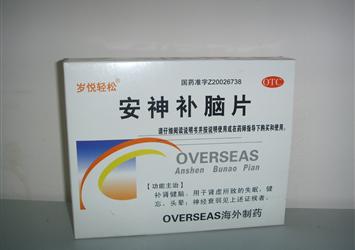 岁悦轻松®
国药准字Z20026738
OTC
安神补脑片
请仔细阅读说明书并按说明使用或在药师指导下购买和使用。
OVERSEAS
Anshen Bunao Pian
【功能主治】
补肾健脑。用于肾虚所致的失眠、健
忘、头晕；神经衰弱见上述证候者。
OVERSEAS海外制药